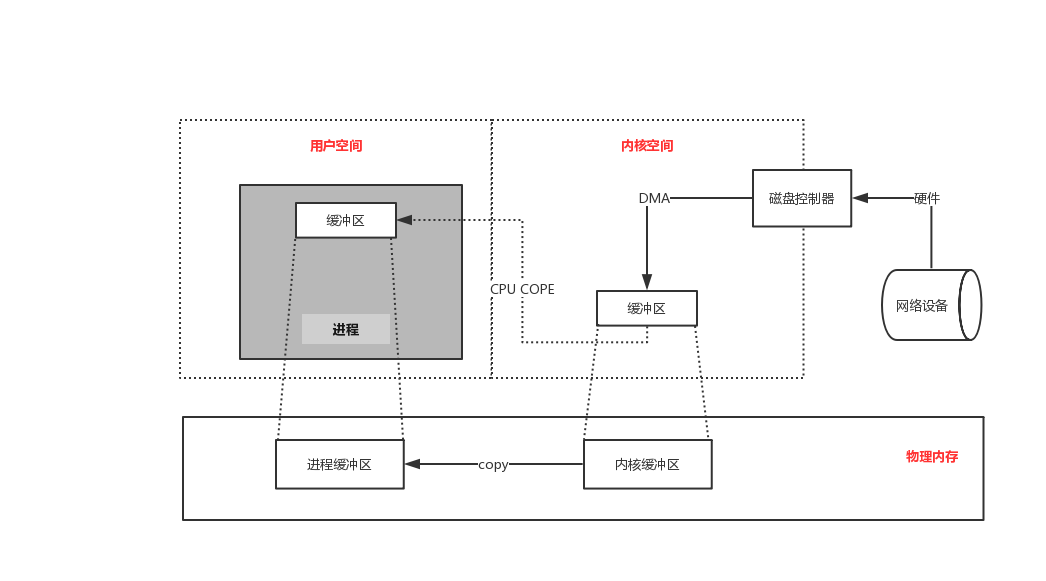 用户空间
内核空间
缓冲区
DMA
磁盘控制器
硬件
CPU COPE
缓冲区
网络设备
进程
进程缓冲区
copy
内核缓冲区
物理内存